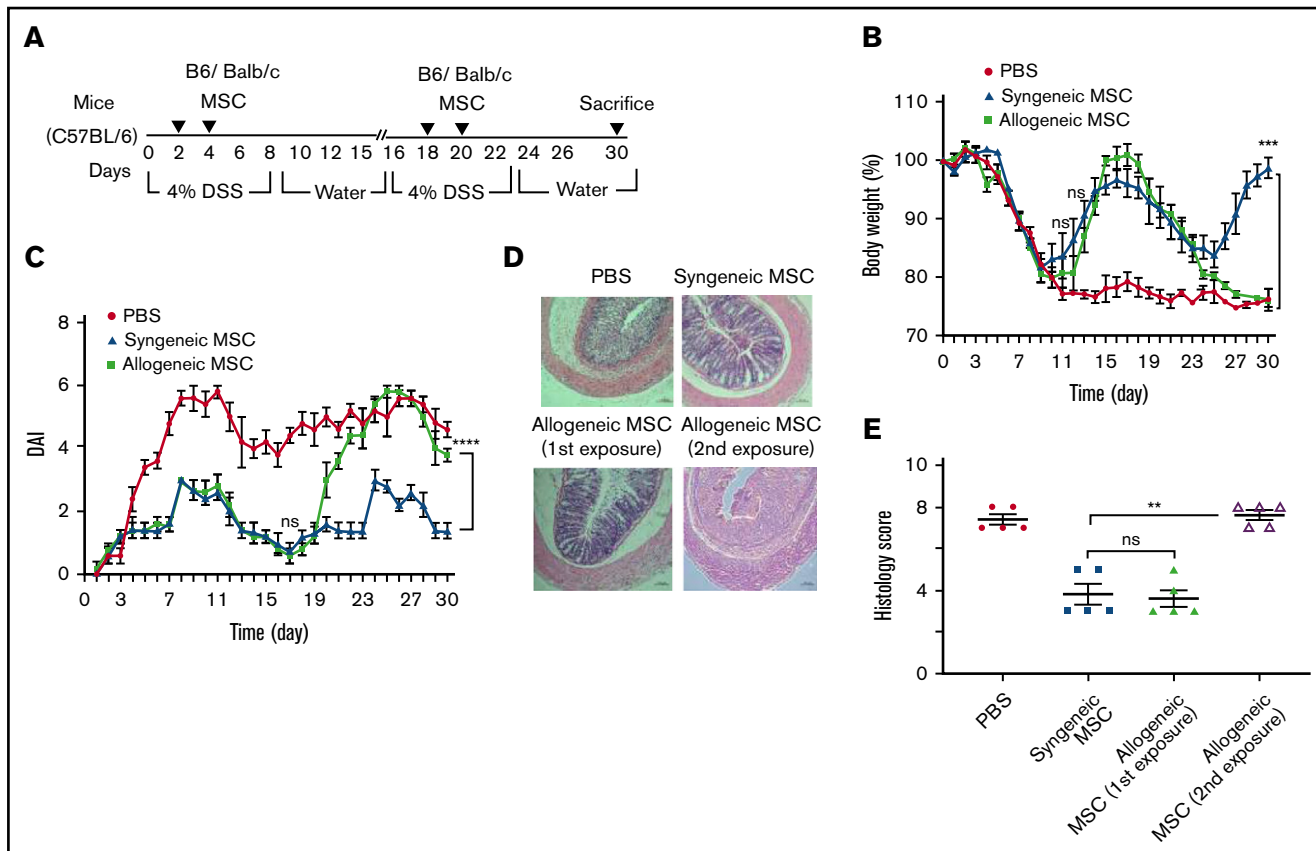 A
B6/ Balb/c
B6/ Balb/c
Mice
MSC
MSC
Sacrifice
(C57BL/6)
0 2 4 6 8 10 12 15 16 18 20 22 24 26 30
Days
4% DSS
Water
4% DSS
Water
B
PBS
Syngeneic MSC
Allogeneic MSC
110
100
90
80
70
Body weight (%)
ns
ns
***
0 3 7 11 15 19 23 27 30
Time (day)
C
PBS
Syngeneic MSC
Allogeneic MSC
8
6
4
2
0
DAI
ns
****
0 3 7 11 15 19 23 27 30
Time (day)
D
PBS
Syngeneic MSC
Allogeneic MSC
(1st exposure)
Allogeneic MSC
(2nd exposure)
E
10
8
4
0
Histology score
**
ns
PBS
Syngeneic
MSC
Allogeneic
MSC (1st exposure)
Allogeneic
MSC (2nd exposure)